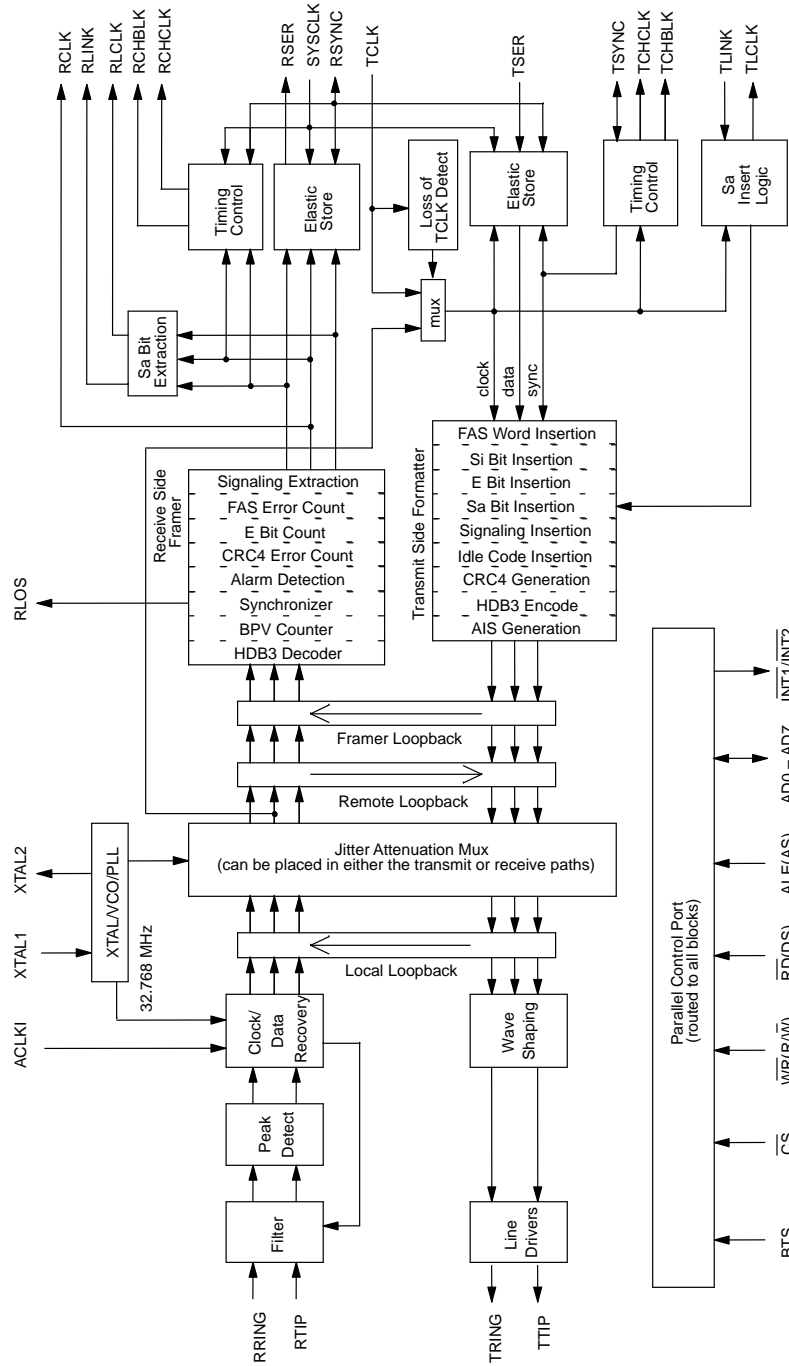 RCLK
RLINK
RLCLK
RCHBLK
RCHCLK
RSER
SYSCLK
RSYNC
TCLK
TSER
TSYNC
TCHCLK
TCHBLK
TLINK
TLCLK
Timing
Control
Elastic
Store
Loss of
TCLK Detect
Elastic
Store
Timing
Control
Sa
Insert
Logic
Sa Bit
Extraction
mux
clock
data
sync
RLOS
Receive Side
Framer
Signaling Extraction
FAS Error Count
E Bit Count
CRC4 Error Count
Alarm Detection
Synchronizer
BPV Counter
HDB3 Decoder
Transmit Side Formatter
FAS Word Insertion
Si Bit Insertion
E Bit Insertion
Sa Bit Insertion
Signaling Insertion
Idle Code Insertion
CRC4 Generation
HDB3 Encode
AIS Generation
Framer Loopback
Remote Loopback
XTAL2
XTAL1
ACLKI
XTAL/VCO/PLL
32.768 MHz
Jitter Attenuation Mux
(can be placed in either the transmit or receive paths)
Local Loopback
Clock/
Data
Recovery
Wave
Shaping
Peak
Detect
Filter
Line
Drivers
RRING
RTIP
TRING
TTIP
Parallel Control Port
(routed to all blocks)
INT1/INT2
AD0 – AD7
ALE(AS)
RD(DS)
WR(R/W)
CS
BTS